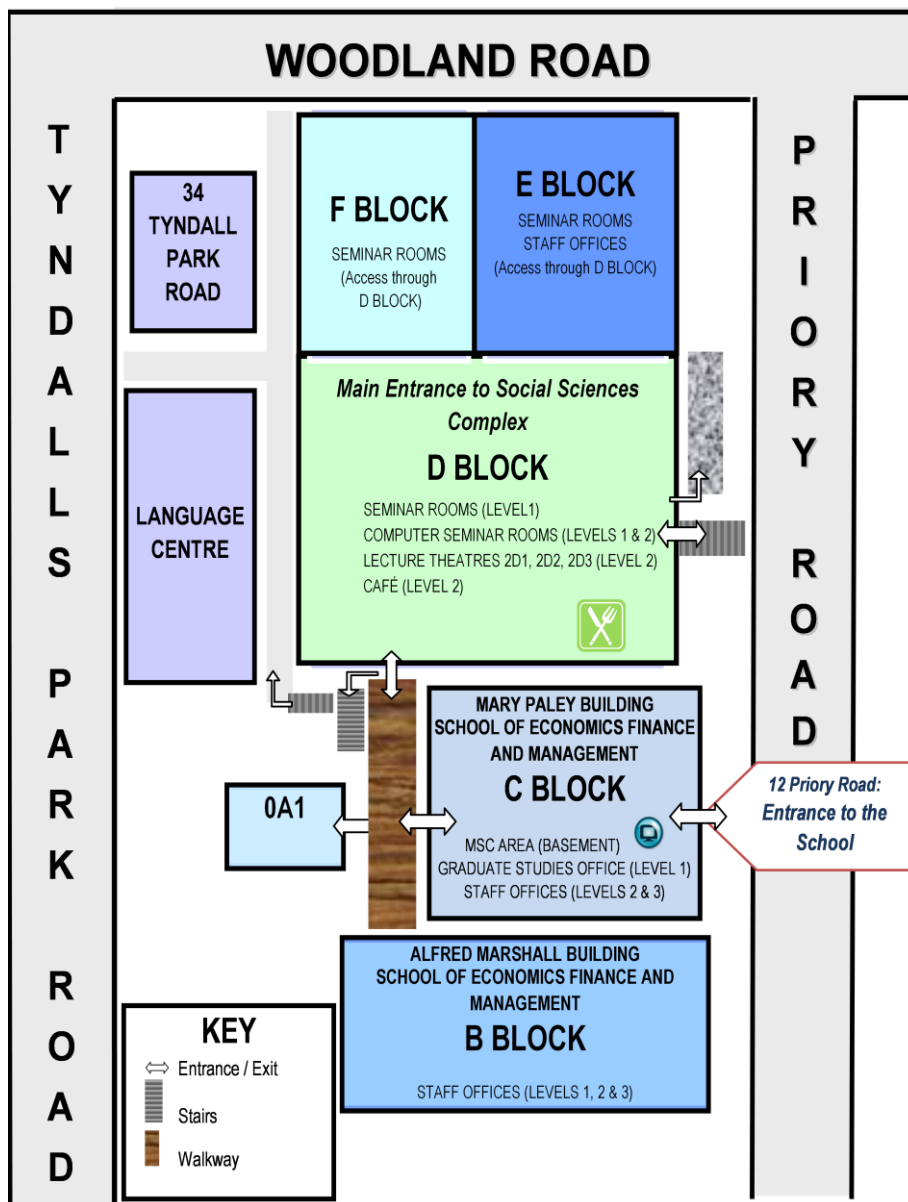 WOODLAND ROAD
TYNDALLS PARK ROAD
PRIORY ROAD
34
TYNDALL
PARK
ROAD
F BLOCK
SEMINAR ROOMS
(Access through
D BLOCK)
E BLOCK
SEMINAR ROOMS
STAFF OFFICES
(Access through D BLOCK)
LANGUAGE
CENTRE
Main Entrance to Social Sciences
Complex
D BLOCK
SEMINAR ROOMS (LEVEL1)
COMPUTER SEMINAR ROOMS (LEVELS 1 & 2)
LECTURE THEATRES 2D1, 2D2, 2D3 (LEVEL 2)
CAFÉ (LEVEL 2)
0A1
MARY PALEY BUILDING
SCHOOL OF ECONOMICS FINANCE
AND MANAGEMENT
C BLOCK
MSC AREA (BASEMENT)
GRADUATE STUDIES OFFICE (LEVEL 1)
STAFF OFFICES (LEVELS 2 & 3)
12 Priory Road:
Entrance to the
School
ALFRED MARSHALL BUILDING
SCHOOL OF ECONOMICS FINANCE AND
MANAGEMENT
B BLOCK
STAFF OFFICES (LEVELS 1, 2 & 3)
KEY
Entrance / Exit
Stairs
Walkway